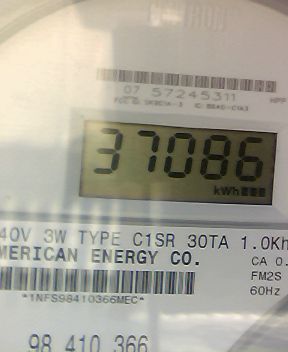 07 57245311
37086
kWh
40V 3W TYPE C1SR 30TA 1.0Kh
MERICAN ENERGY CO.
CA 0.
FM2S
60Hz
*1NFS98410366MEC*
98 410 366